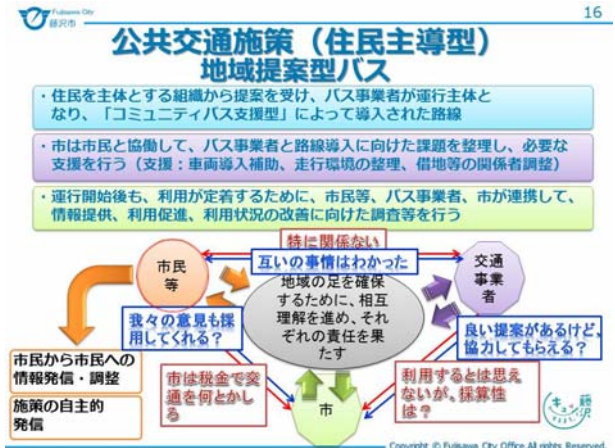 Fujisawa City
藤沢市
16
公共交通施策（住民主導型）
地域提案型バス
・住民を主体とする組織から提案を受け、バス事業者が運行主体と
なり、「コミュニティバス支援型」によって導入された路線
・市は市民と協働して、バス事業者と路線導入に向けた課題を整理し、必要な
支援を行う（支援：車両導入補助、走行環境の整理、借地等の関係者調整）
・運行開始後も、利用が定着するために、市民等、バス事業者、市が連携して、
情報提供、利用促進、利用状況の改善に向けた調査等を行う
特に関係ない
互いの事情はわかった
市民
等
交通
事業
者
地域の足を確保
するために、相互
理解を進め、それ
ぞれの責任を果
たす
我々の意見も採
用してくれる？
良い提案があるけど、
協力してもらえる？
市民から市民への
情報発信・調整
施策の自主的
発信
市は税金で交
通を何とかし
ろ
利用するとは思え
ないが、採算性
は？
市
キュンとする
藤沢
Copyright © Fujisawa City Office All rights Reserved